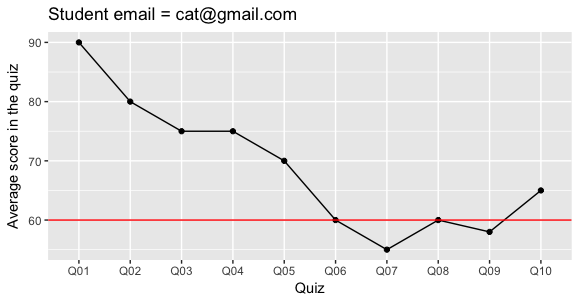 Student email = cat@gmail.com
Average score in the quiz
90
80
70
60
Q01 Q02 Q03 Q04 Q05 Q06 Q07 Q08 Q09 Q10
Quiz